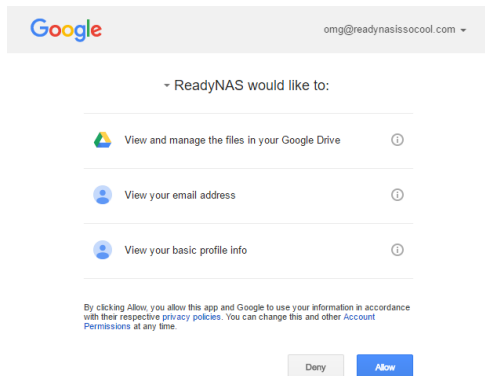 Google
omg@readynasissocool.com
ReadyNAS would like to:
View and manage the files in your Google Drive
View your email address
View your basic profile info
By clicking Allow, you allow this app and Google to use your information in accordance
with their respective privacy policies. You can change this and other Account
Permissions at any time.
Deny
Allow